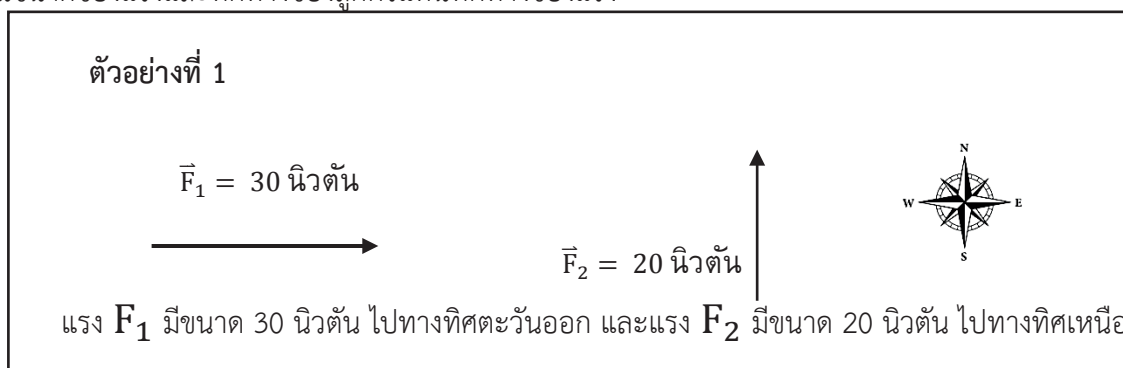 ตัวอย่างที่ 1
F⃗₁ = 30 นิวตัน
N
W E
S
F⃗₂ = 20 นิวตัน
แรง F₁ มีขนาด 30 นิวตัน ไปทางทิศตะวันออก และแรง F₂ มีขนาด 20 นิวตัน ไปทางทิศเหนือ